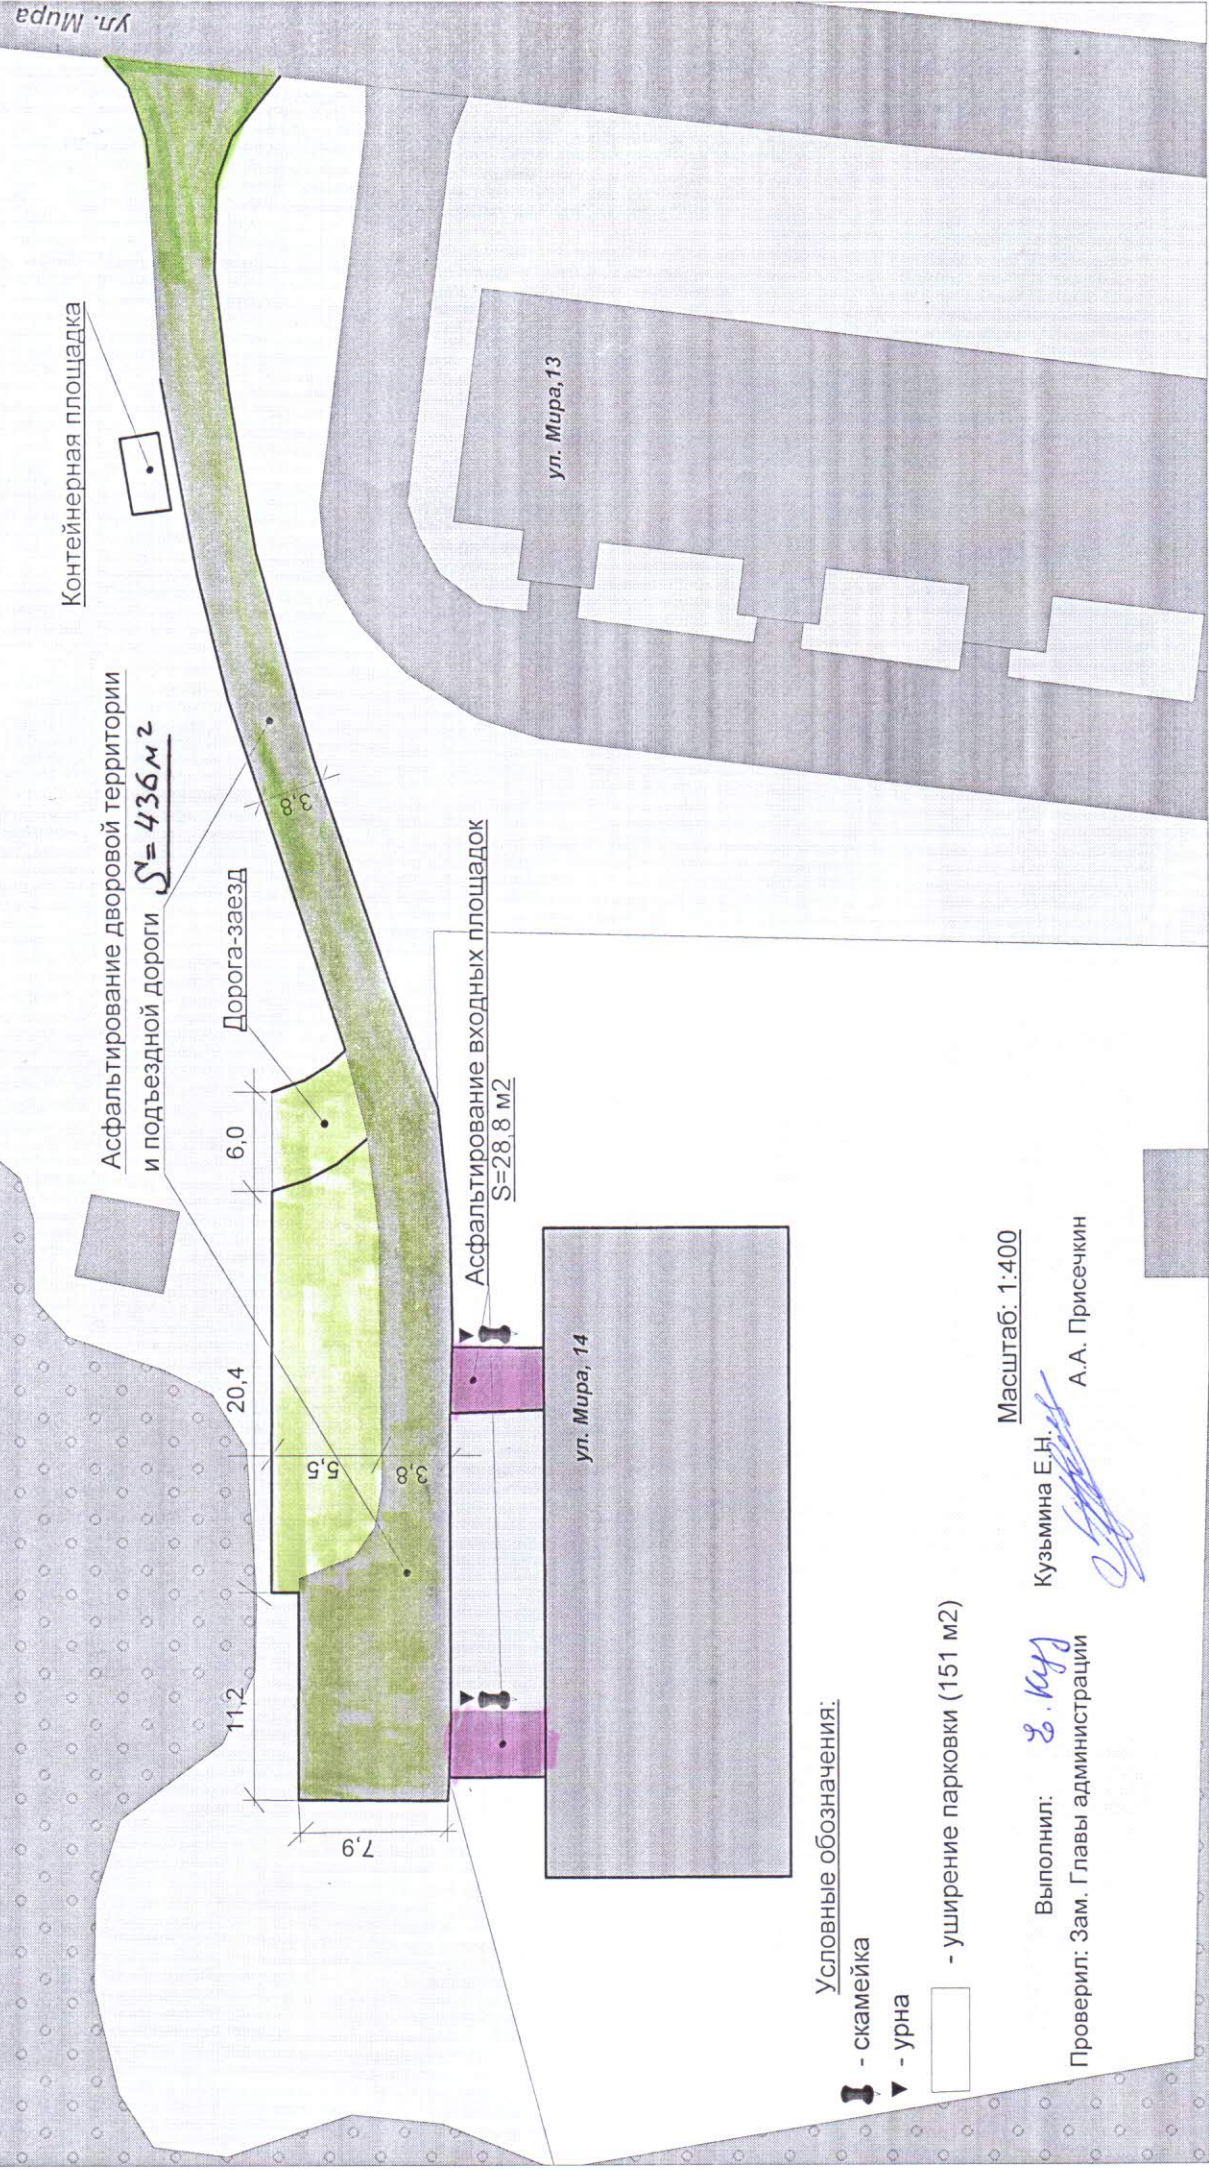 ул. Мира
Контейнерная площадка
Асфальтирование дворовой территории
и подъездной дороги S=436м²
Дорога-заезд
6,0
20,4
11,2
5,5
3,8
3,8
7,9
Асфальтирование входных площадок
S=28,8 м2
ул. Мира,13
ул. Мира, 14
Условные обозначения:
- скамейка
- урна
- уширение парковки (151 м2)
Масштаб: 1:400
Выполнил: Е. Куз Кузьмина Е.Н.
Проверил: Зам. Главы администрации А.А. Присечкин